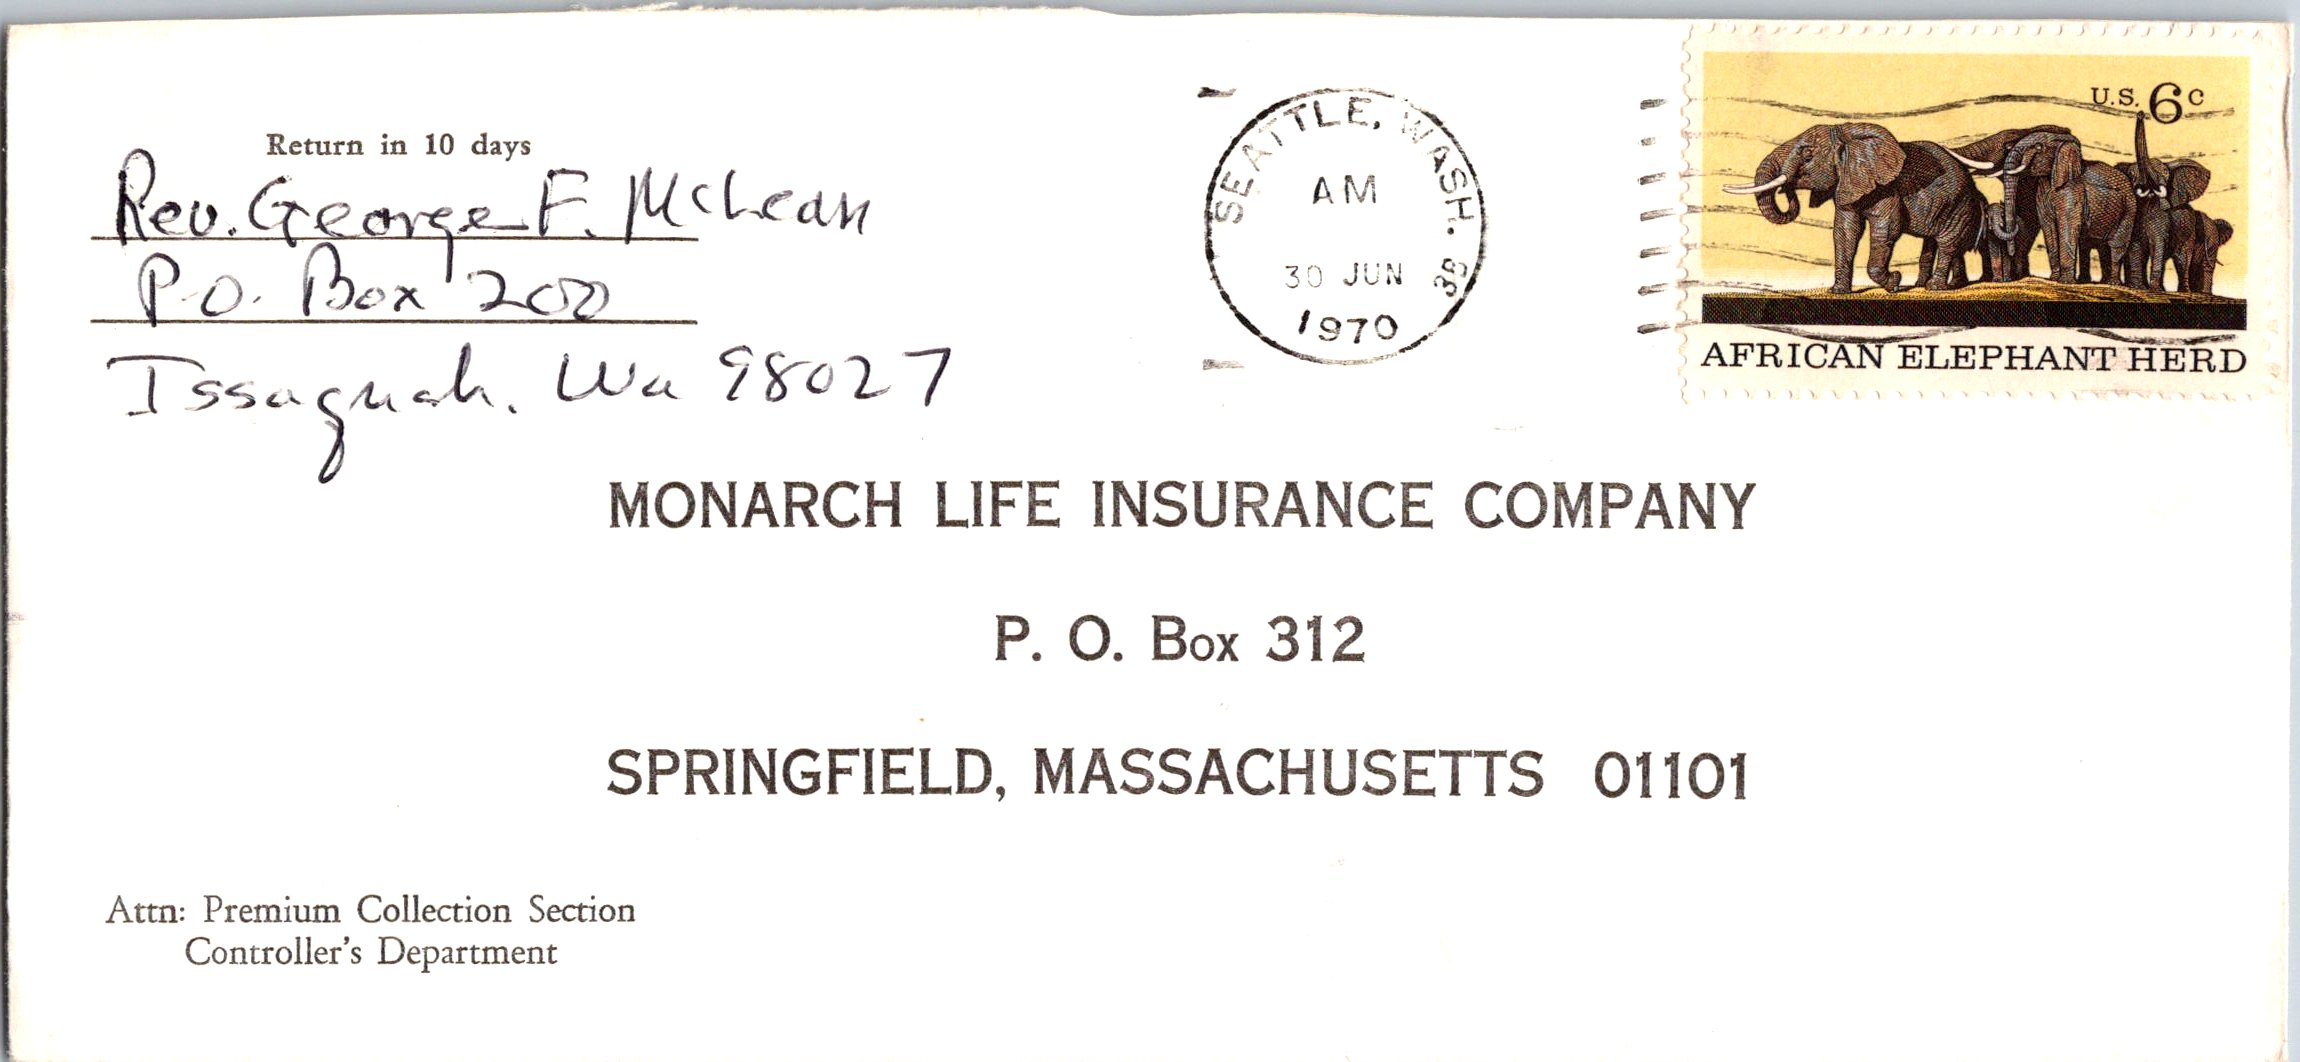 Return in 10 days
Rev. George F. McLean
P.O. Box 200
Issaquah, Wa 98027
SEATTLE, WASH.
AM
30 JUN
1970
3B
U.S. 6c
AFRICAN ELEPHANT HERD
MONARCH LIFE INSURANCE COMPANY
P. O. Box 312
SPRINGFIELD, MASSACHUSETTS 01101
Attn: Premium Collection Section
Controller's Department